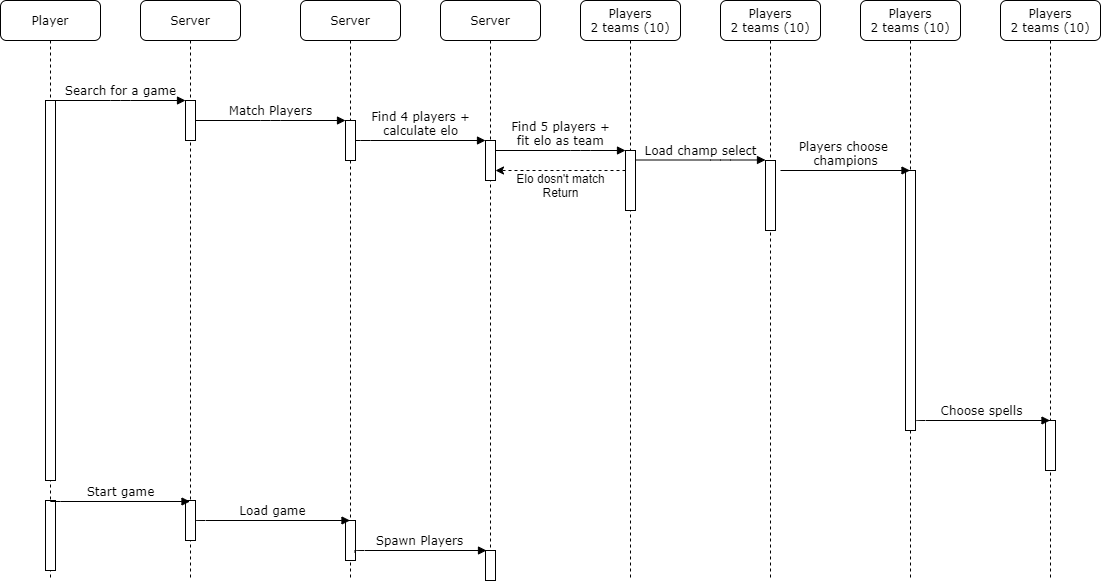 Player
Server
Server
Server
Players
2 teams (10)
Players
2 teams (10)
Players
2 teams (10)
Players
2 teams (10)
Search for a game
Match Players
Find 4 players +
calculate elo
Find 5 players +
fit elo as team
Load champ select
Players choose
champions
Elo dosn't match
Return
Choose spells
Start game
Load game
Spawn Players